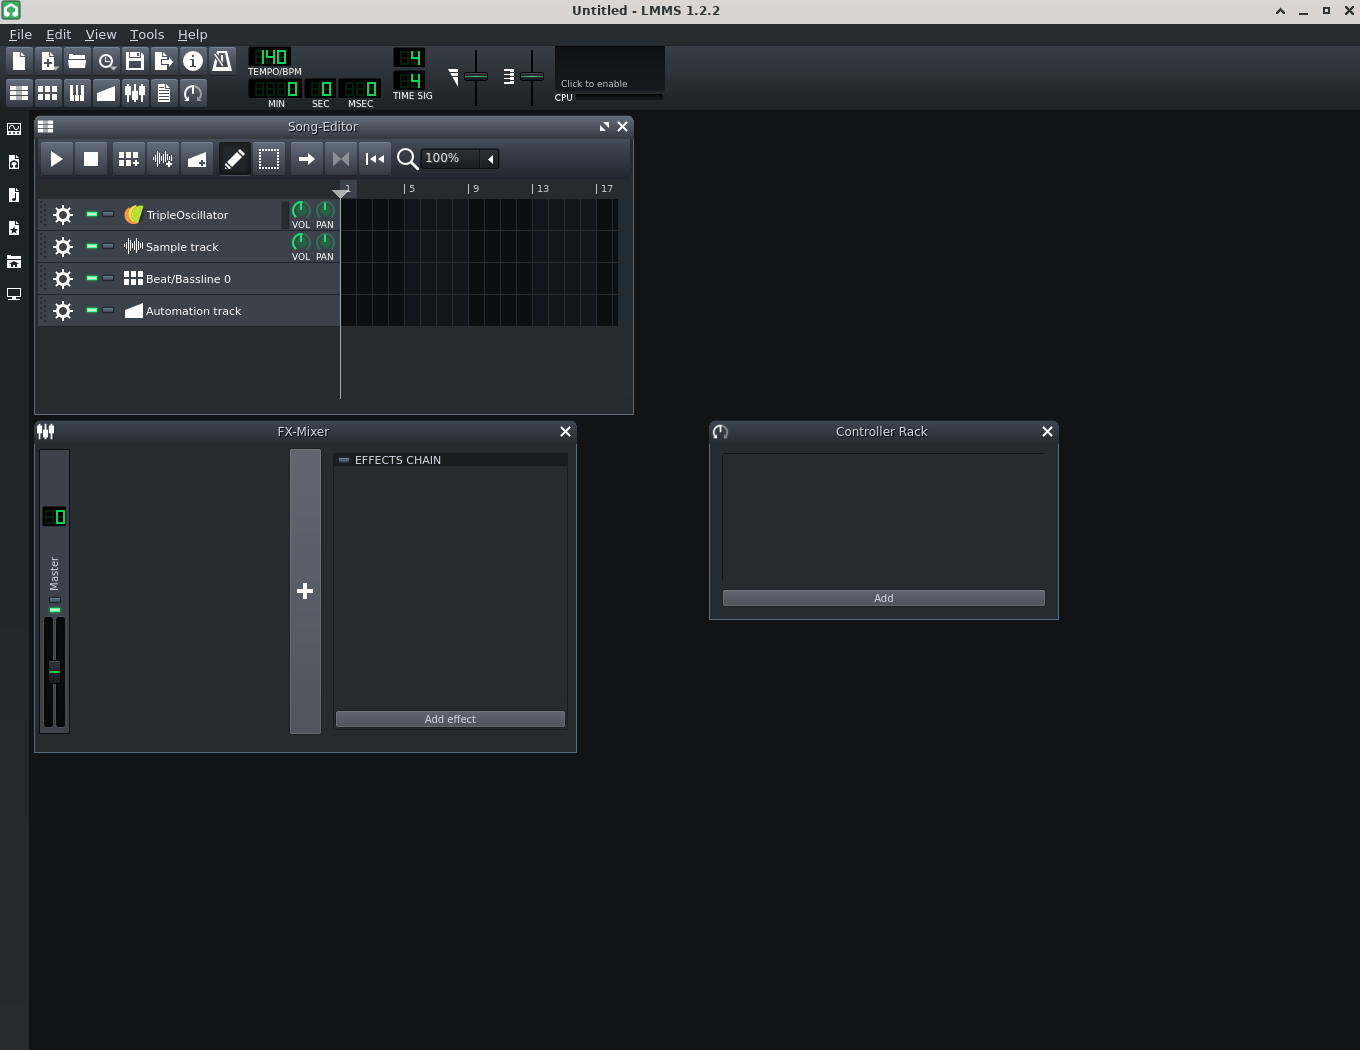 Untitled - LMMS 1.2.2
File Edit View Tools Help
140
TEMPO/BPM
4
4
TIME SIG
0 0 0
MIN SEC MSEC
Click to enable
CPU
Song-Editor
100%
1 5 9 13 17
TripleOscillator
VOL PAN
Sample track
VOL PAN
Beat/Bassline 0
Automation track
FX-Mixer
0
Master
EFFECTS CHAIN
Add effect
Controller Rack
Add